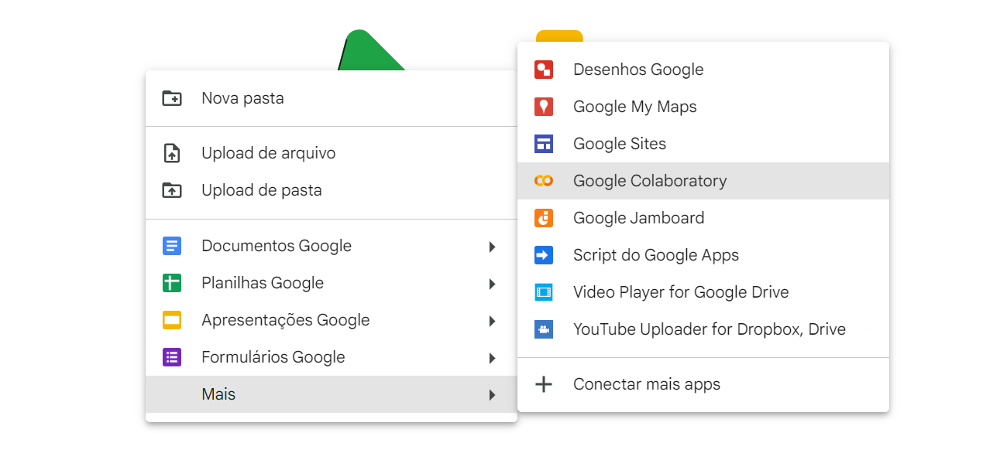 Nova pasta
Upload de arquivo
Upload de pasta
Documentos Google
Planilhas Google
Apresentações Google
Formulários Google
Mais
Desenhos Google
Google My Maps
Google Sites
Google Colaboratory
Google Jamboard
Script do Google Apps
Video Player for Google Drive
YouTube Uploader for Dropbox, Drive
Conectar mais apps